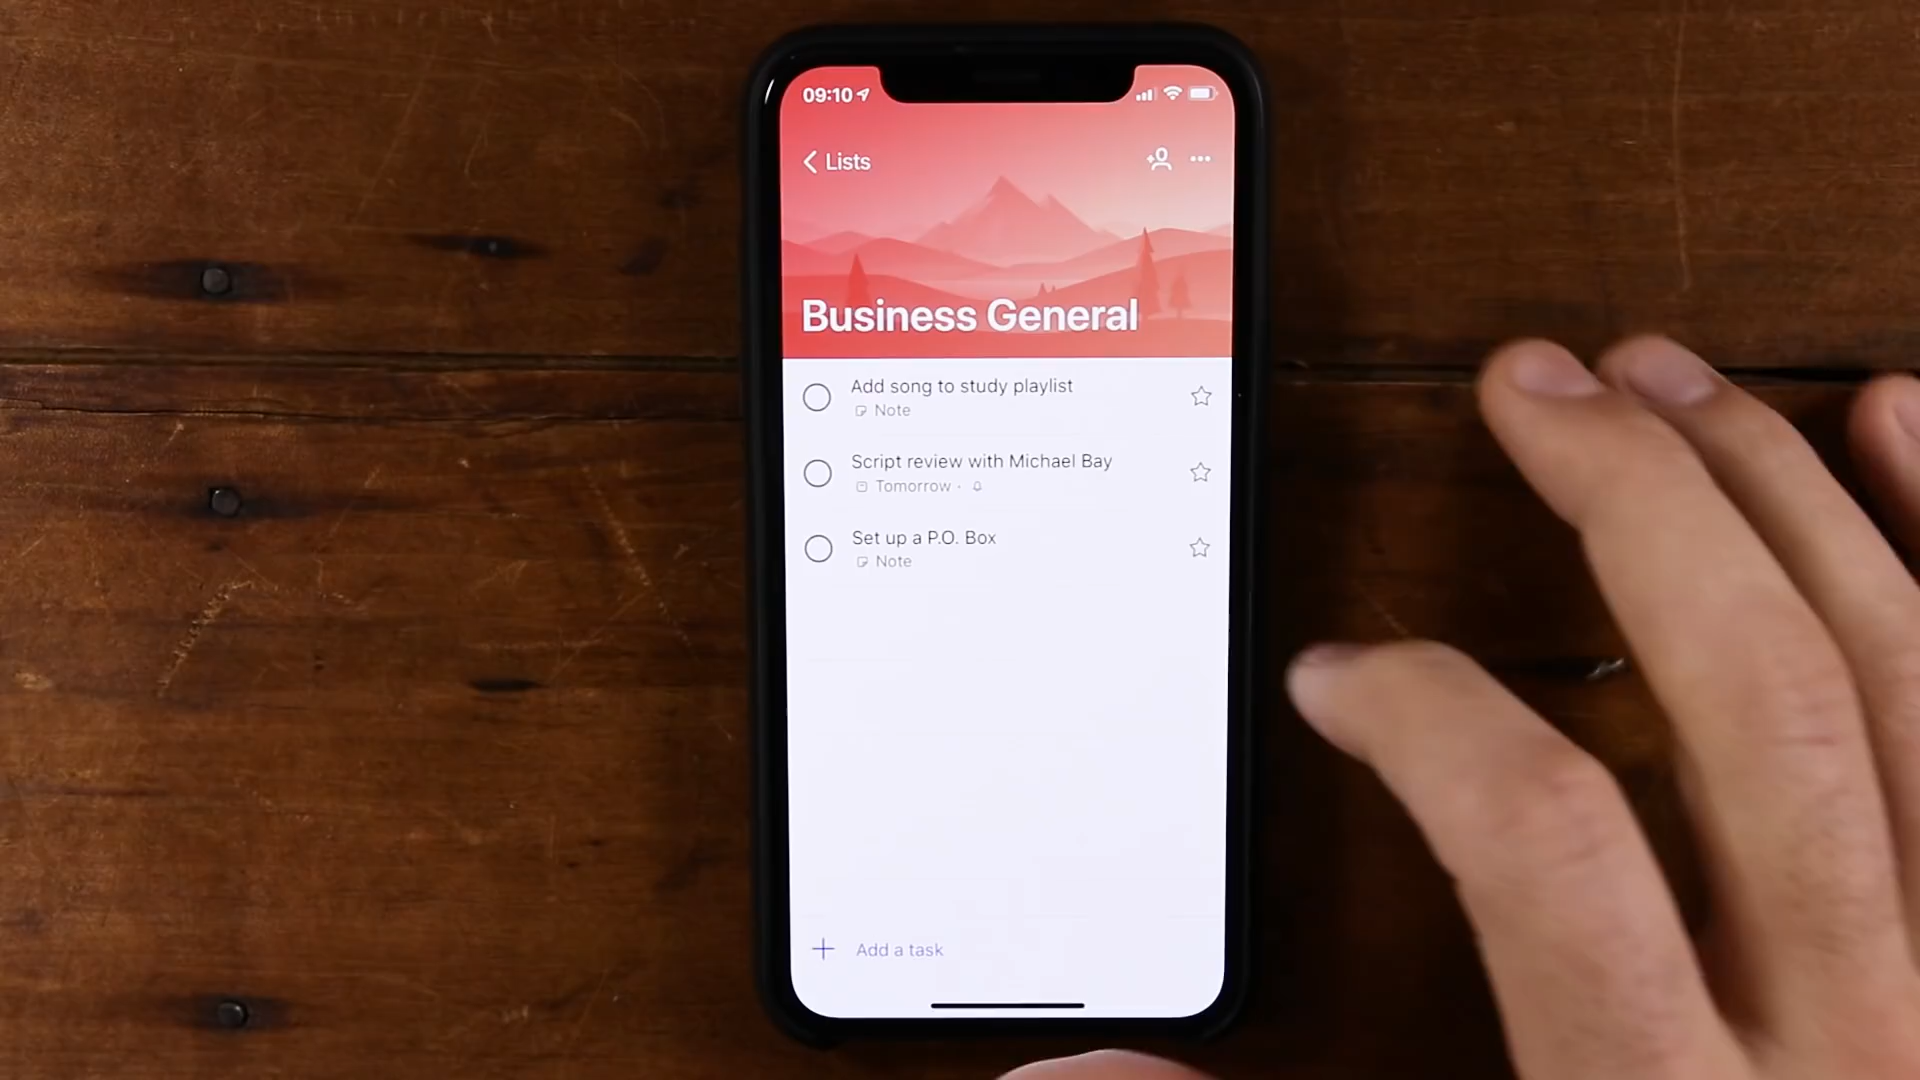 09:10
Lists
Business General
Add song to study playlist
Note
Script review with Michael Bay
Tomorrow ·
Set up a P.O. Box
Note
Add a task